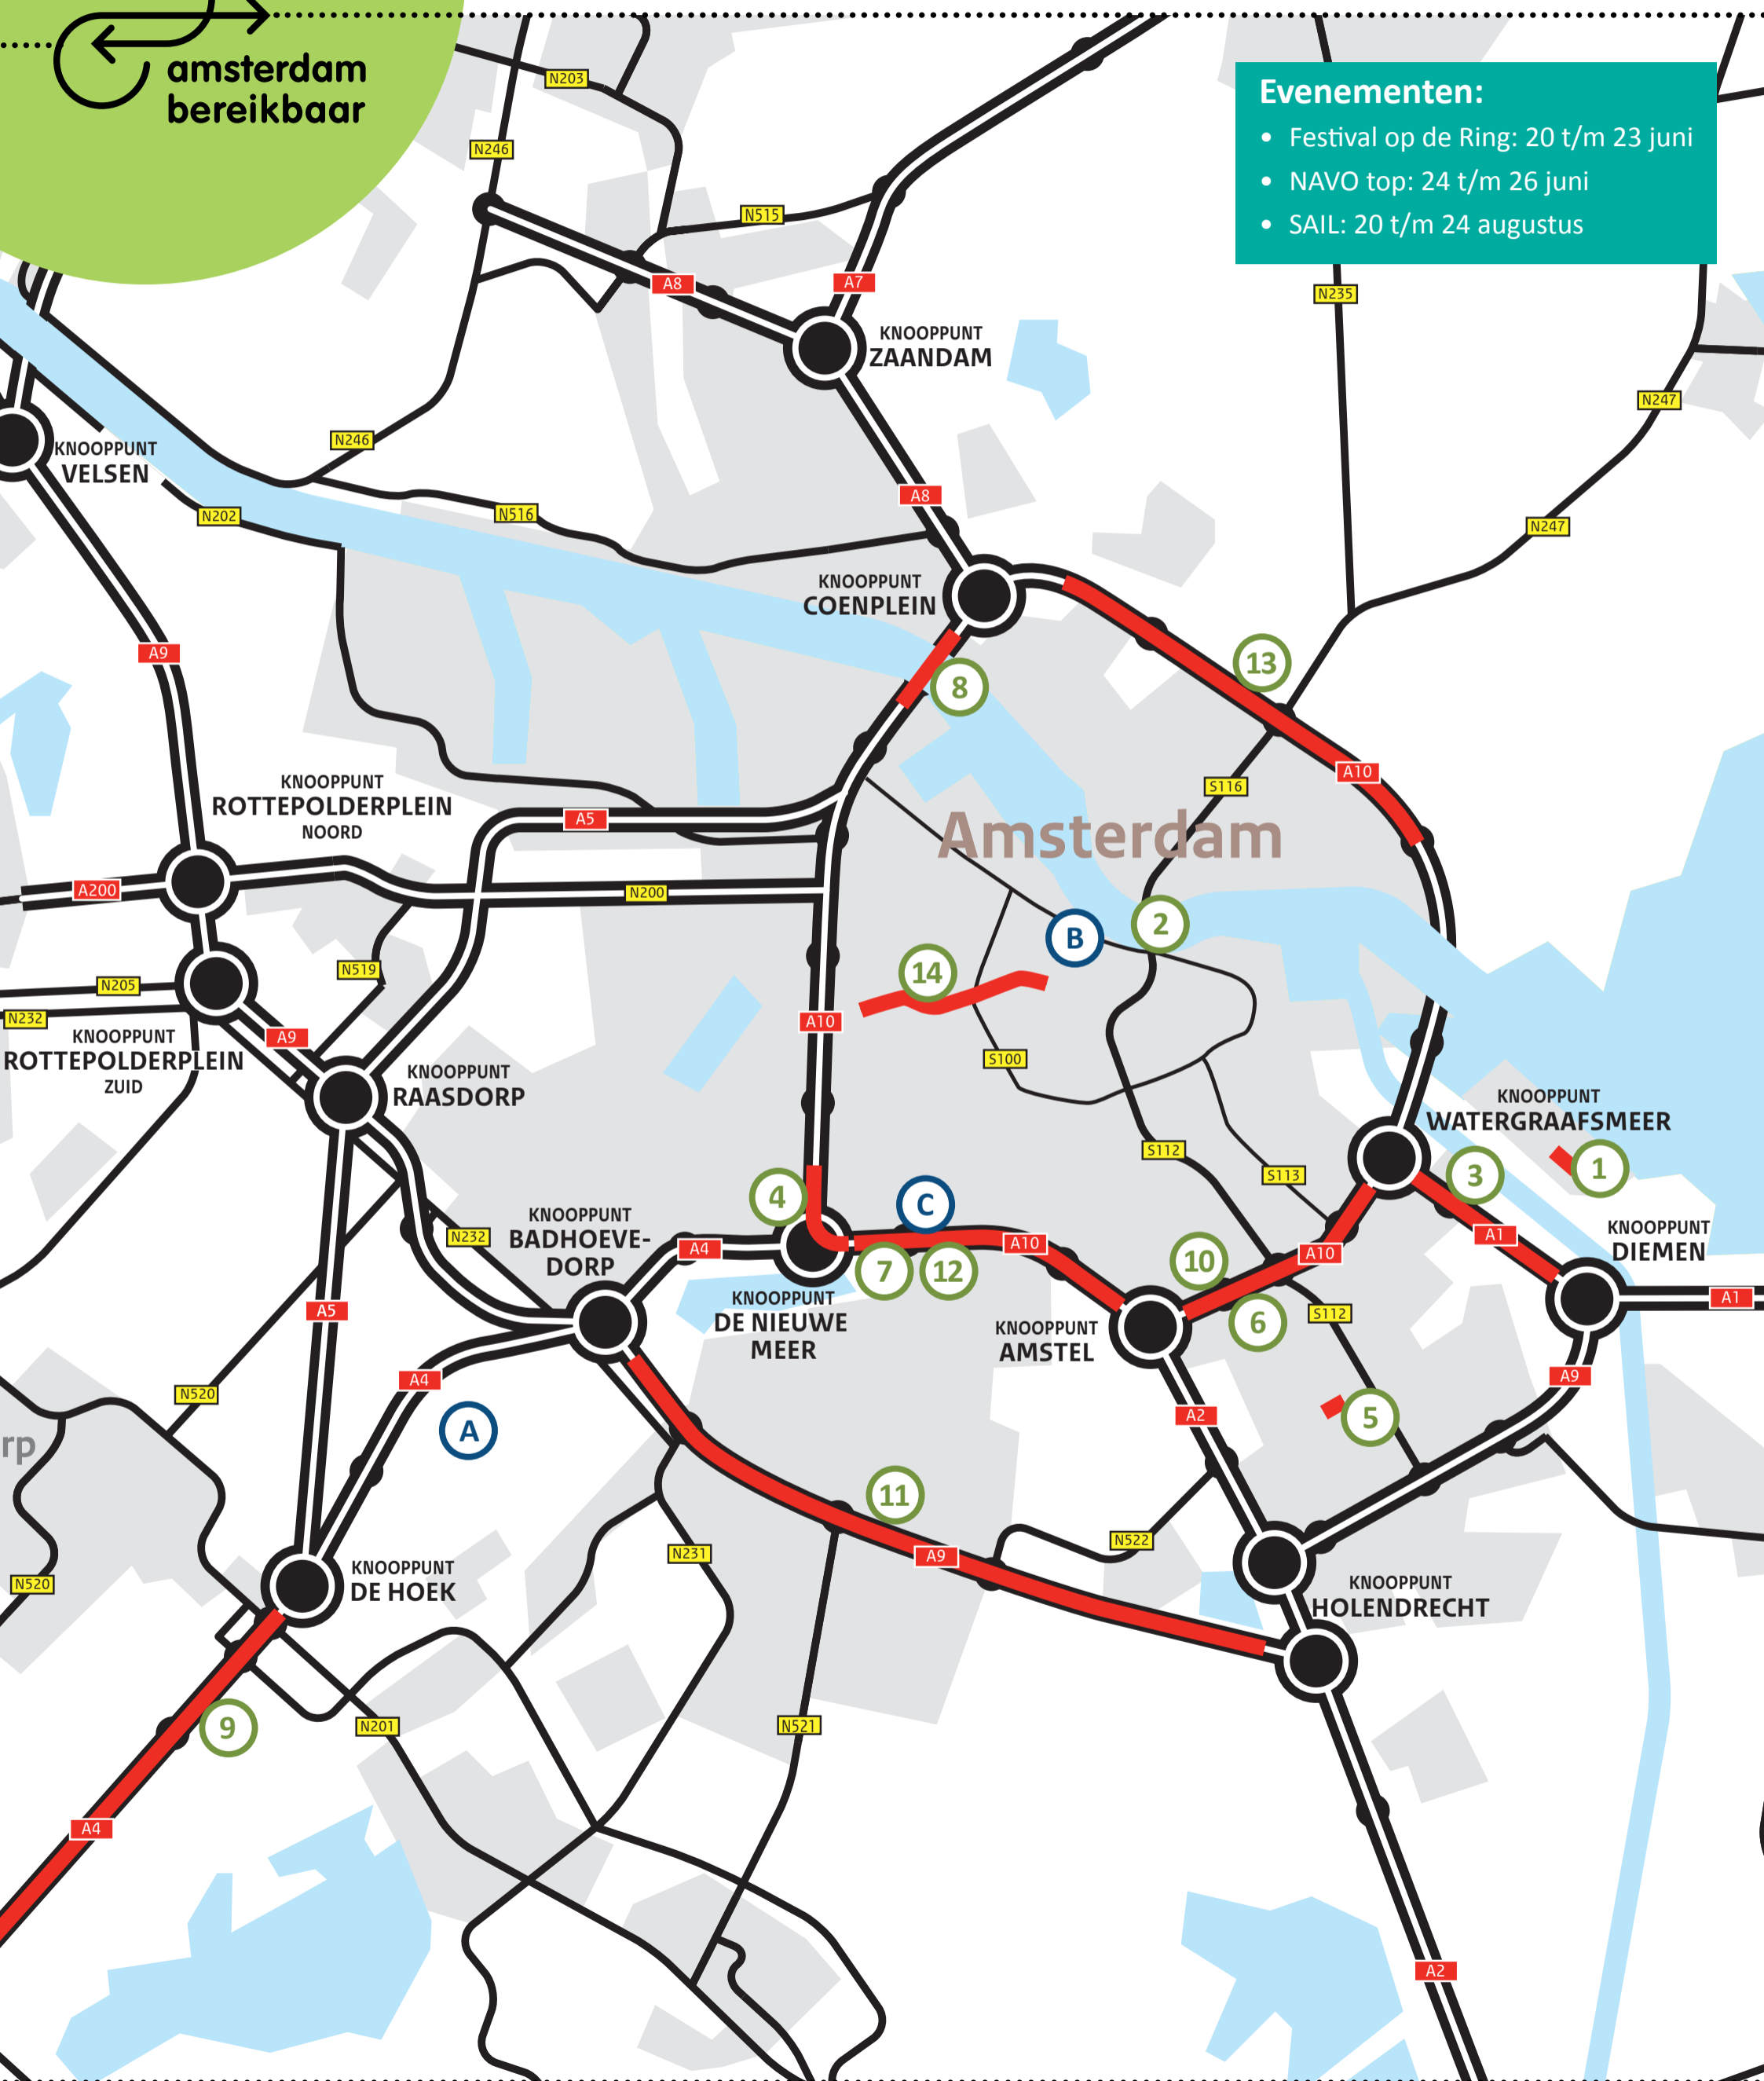 amsterdam
bereikbaar
Evenementen:
• Festival op de Ring: 20 t/m 23 juni
• NAVO top: 24 t/m 26 juni
• SAIL: 20 t/m 24 augustus
N203
N246
N515
A8
A7
N235
KNOOPPUNT
ZAANDAM
N247
KNOOPPUNT
VELSEN
N246
N202
N516
A8
N247
KNOOPPUNT
COENPLEIN
A9
13
8
A10
KNOOPPUNT
ROTTEPOLDERPLEIN
NOORD
A5
S116
Amsterdam
A200
N200
2
B
14
N519
N205
N232
A9
A10
KNOOPPUNT
ROTTEPOLDERPLEIN
ZUID
S100
KNOOPPUNT
RAASDORP
KNOOPPUNT
WATERGRAAFSMEER
S112
S113
3
1
4
C
N232
KNOOPPUNT
BADHOEVE-
DORP
A4
A10
A10
A1
KNOOPPUNT
DIEMEN
7
12
10
6
A5
KNOOPPUNT
DE NIEUWE
MEER
KNOOPPUNT
AMSTEL
S112
A1
A4
N520
A9
A2
5
A
rp
11
N522
N231
A9
N520
KNOOPPUNT
DE HOEK
KNOOPPUNT
HOLENDRECHT
9
N201
N521
A4
A2